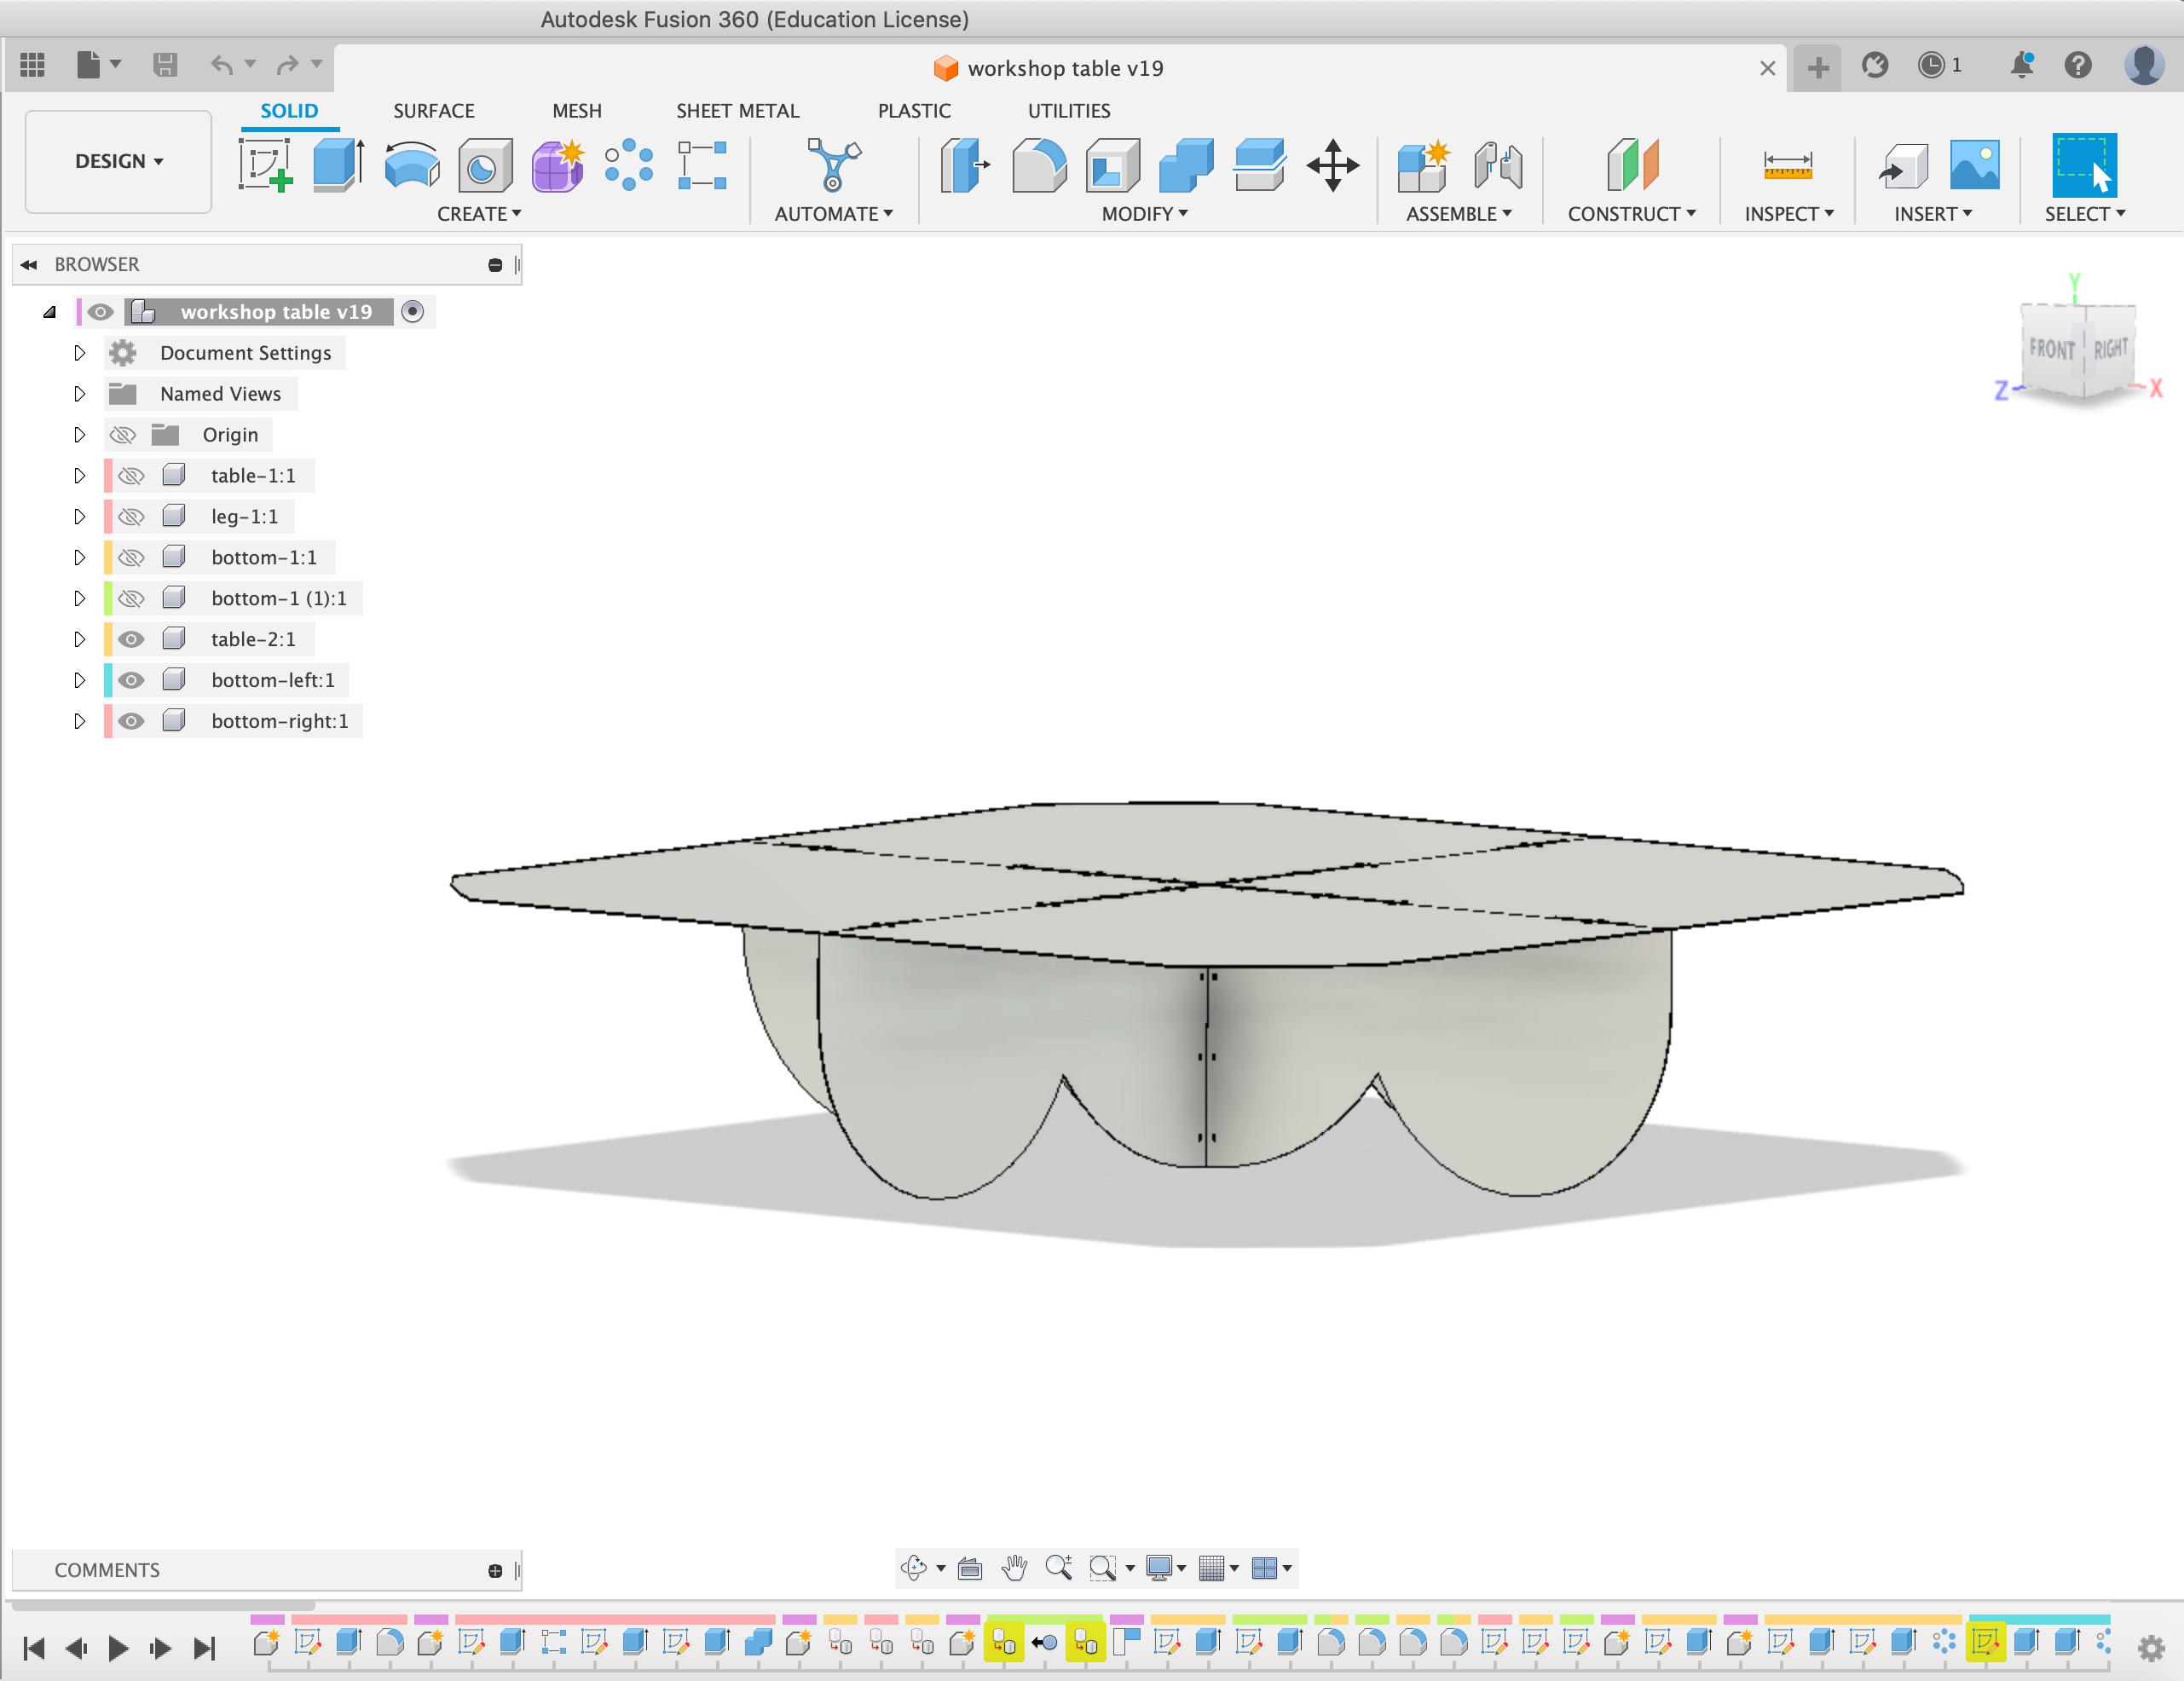 Autodesk Fusion 360 (Education License)
workshop table v19
1
SOLID SURFACE MESH SHEET METAL PLASTIC UTILITIES
DESIGN
CREATE AUTOMATE MODIFY ASSEMBLE CONSTRUCT INSPECT INSERT SELECT
BROWSER
workshop table v19
Document Settings
Named Views
Origin
table-1:1
leg-1:1
bottom-1:1
bottom-1 (1):1
table-2:1
bottom-left:1
bottom-right:1
Y
FRONT RIGHT
Z X
COMMENTS